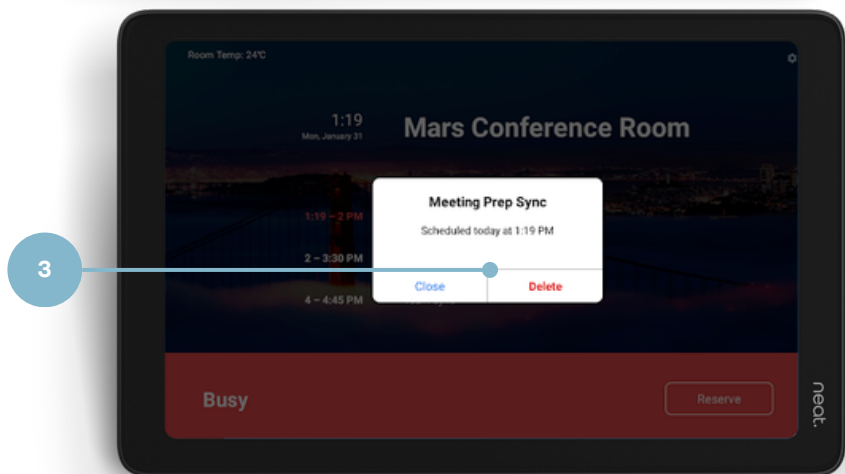 Room Temp: 24°C
1:19
Mon, January 31
Mars Conference Room
Meeting Prep Sync
Scheduled today at 1:19 PM
Close
Delete
1:19 – 2 PM
2 – 3:30 PM
4 – 4:45 PM
3
Busy
Reserve
neat.